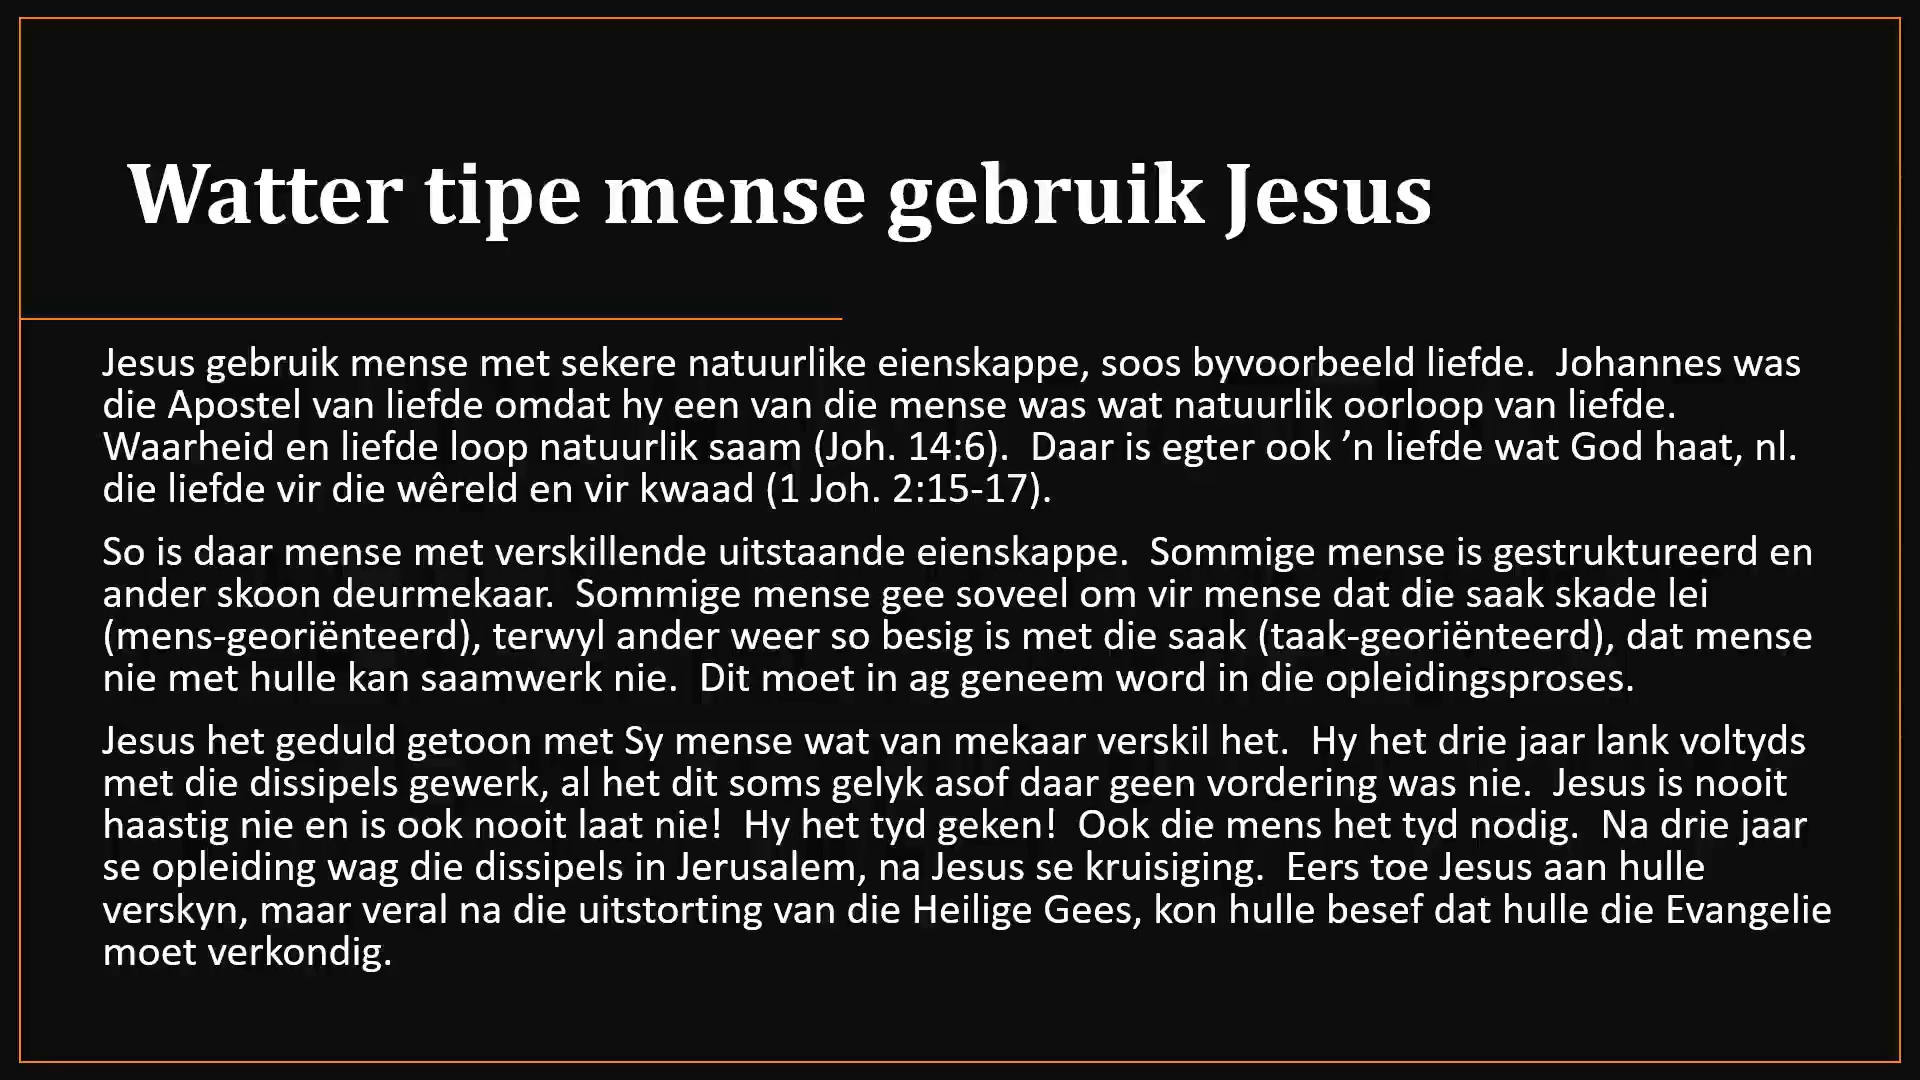 Watter tipe mense gebruik Jesus
Jesus gebruik mense met sekere natuurlike eienskappe, soos byvoorbeeld liefde.  Johannes was
die Apostel van liefde omdat hy een van die mense was wat natuurlik oorloop van liefde.
Waarheid en liefde loop natuurlik saam (Joh. 14:6).  Daar is egter ook ’n liefde wat God haat, nl.
die liefde vir die wêreld en vir kwaad (1 Joh. 2:15-17).
So is daar mense met verskillende uitstaande eienskappe.  Sommige mense is gestruktureerd en
ander skoon deurmekaar.  Sommige mense gee soveel om vir mense dat die saak skade lei
(mens-georiënteerd), terwyl ander weer so besig is met die saak (taak-georiënteerd), dat mense
nie met hulle kan saamwerk nie.  Dit moet in ag geneem word in die opleidingsproses.
Jesus het geduld getoon met Sy mense wat van mekaar verskil het.  Hy het drie jaar lank voltyds
met die dissipels gewerk, al het dit soms gelyk asof daar geen vordering was nie.  Jesus is nooit
haastig nie en is ook nooit laat nie!  Hy het tyd geken!  Ook die mens het tyd nodig.  Na drie jaar
se opleiding wag die dissipels in Jerusalem, na Jesus se kruisiging.  Eers toe Jesus aan hulle
verskyn, maar veral na die uitstorting van die Heilige Gees, kon hulle besef dat hulle die Evangelie
moet verkondig.